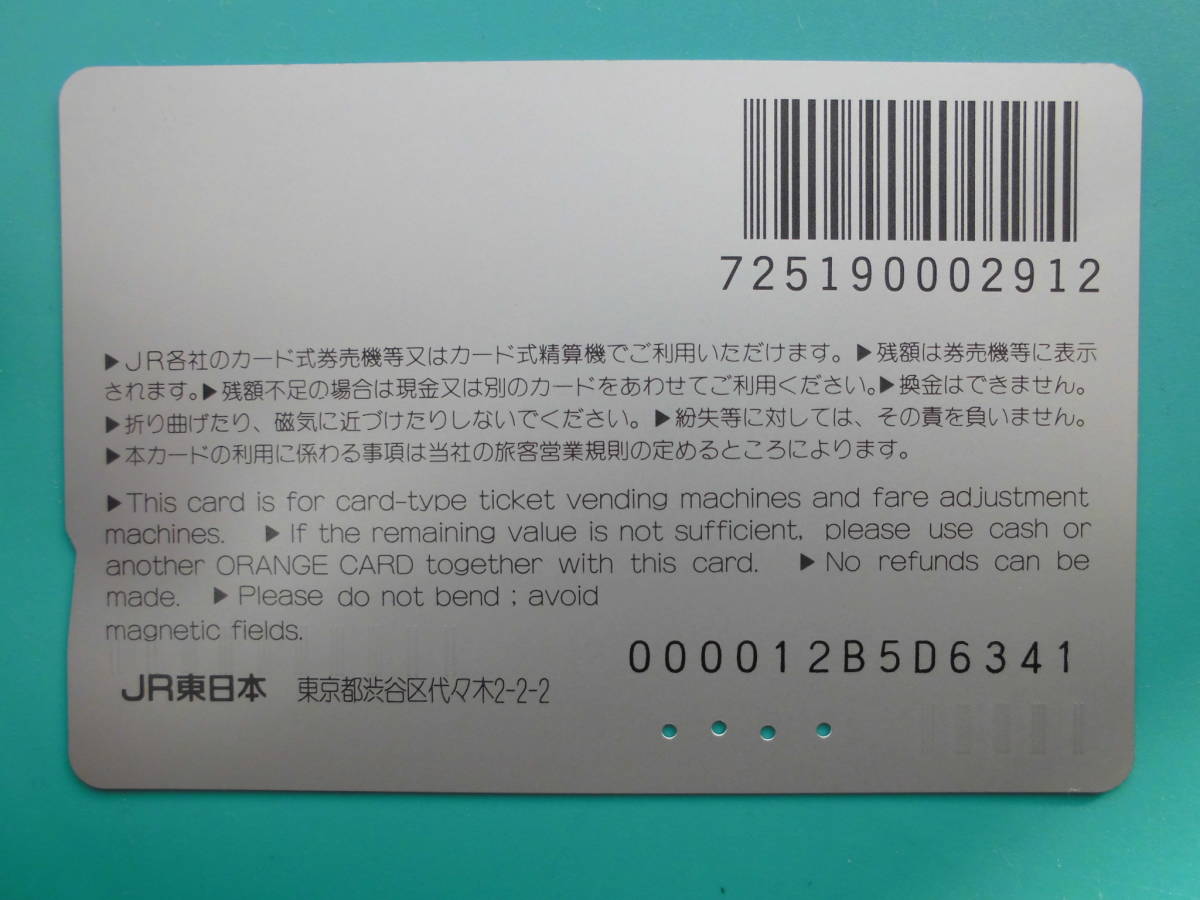 725190002912
▶JR各社のカード式券売機等又はカード式精算機でご利用いただけます。▶残額は券売機等に表示
されます。▶残額不足の場合は現金又は別のカードをあわせてご利用ください。▶換金はできません。
▶折り曲げたり、磁気に近づけたりしないでください。▶紛失等に対しては、その責を負いません。
▶本カードの利用に係わる事項は当社の旅客営業規則の定めるところによります。
▶This card is for card-type ticket vending machines and fare adjustment
machines. ▶If the remaining value is not sufficient, please use cash or
another ORANGE CARD together with this card. ▶No refunds can be
made. ▶Please do not bend ; avoid
magnetic fields.
000012B5D6341
JR東日本 東京都渋谷区代々木2-2-2